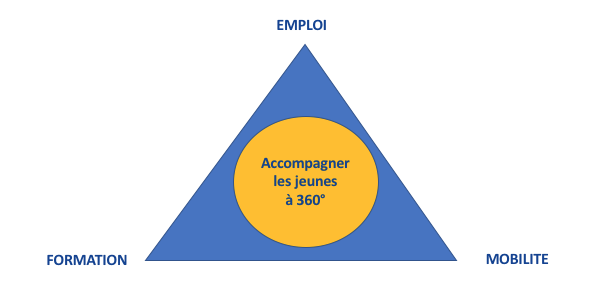 EMPLOI
Accompagner
les jeunes
à 360°
FORMATION
MOBILITE